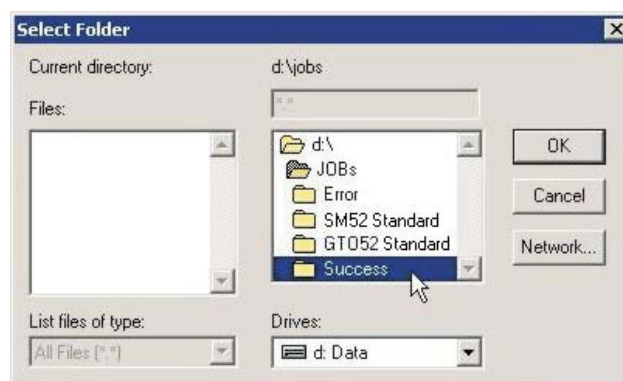 Select Folder
Current directory:
d:\jobs
Files:
*.*
d:\
JOBs
Error
SM52 Standard
GTO52 Standard
Success
OK
Cancel
Network...
List files of type:
All Files (*.*)
Drives:
d: Data